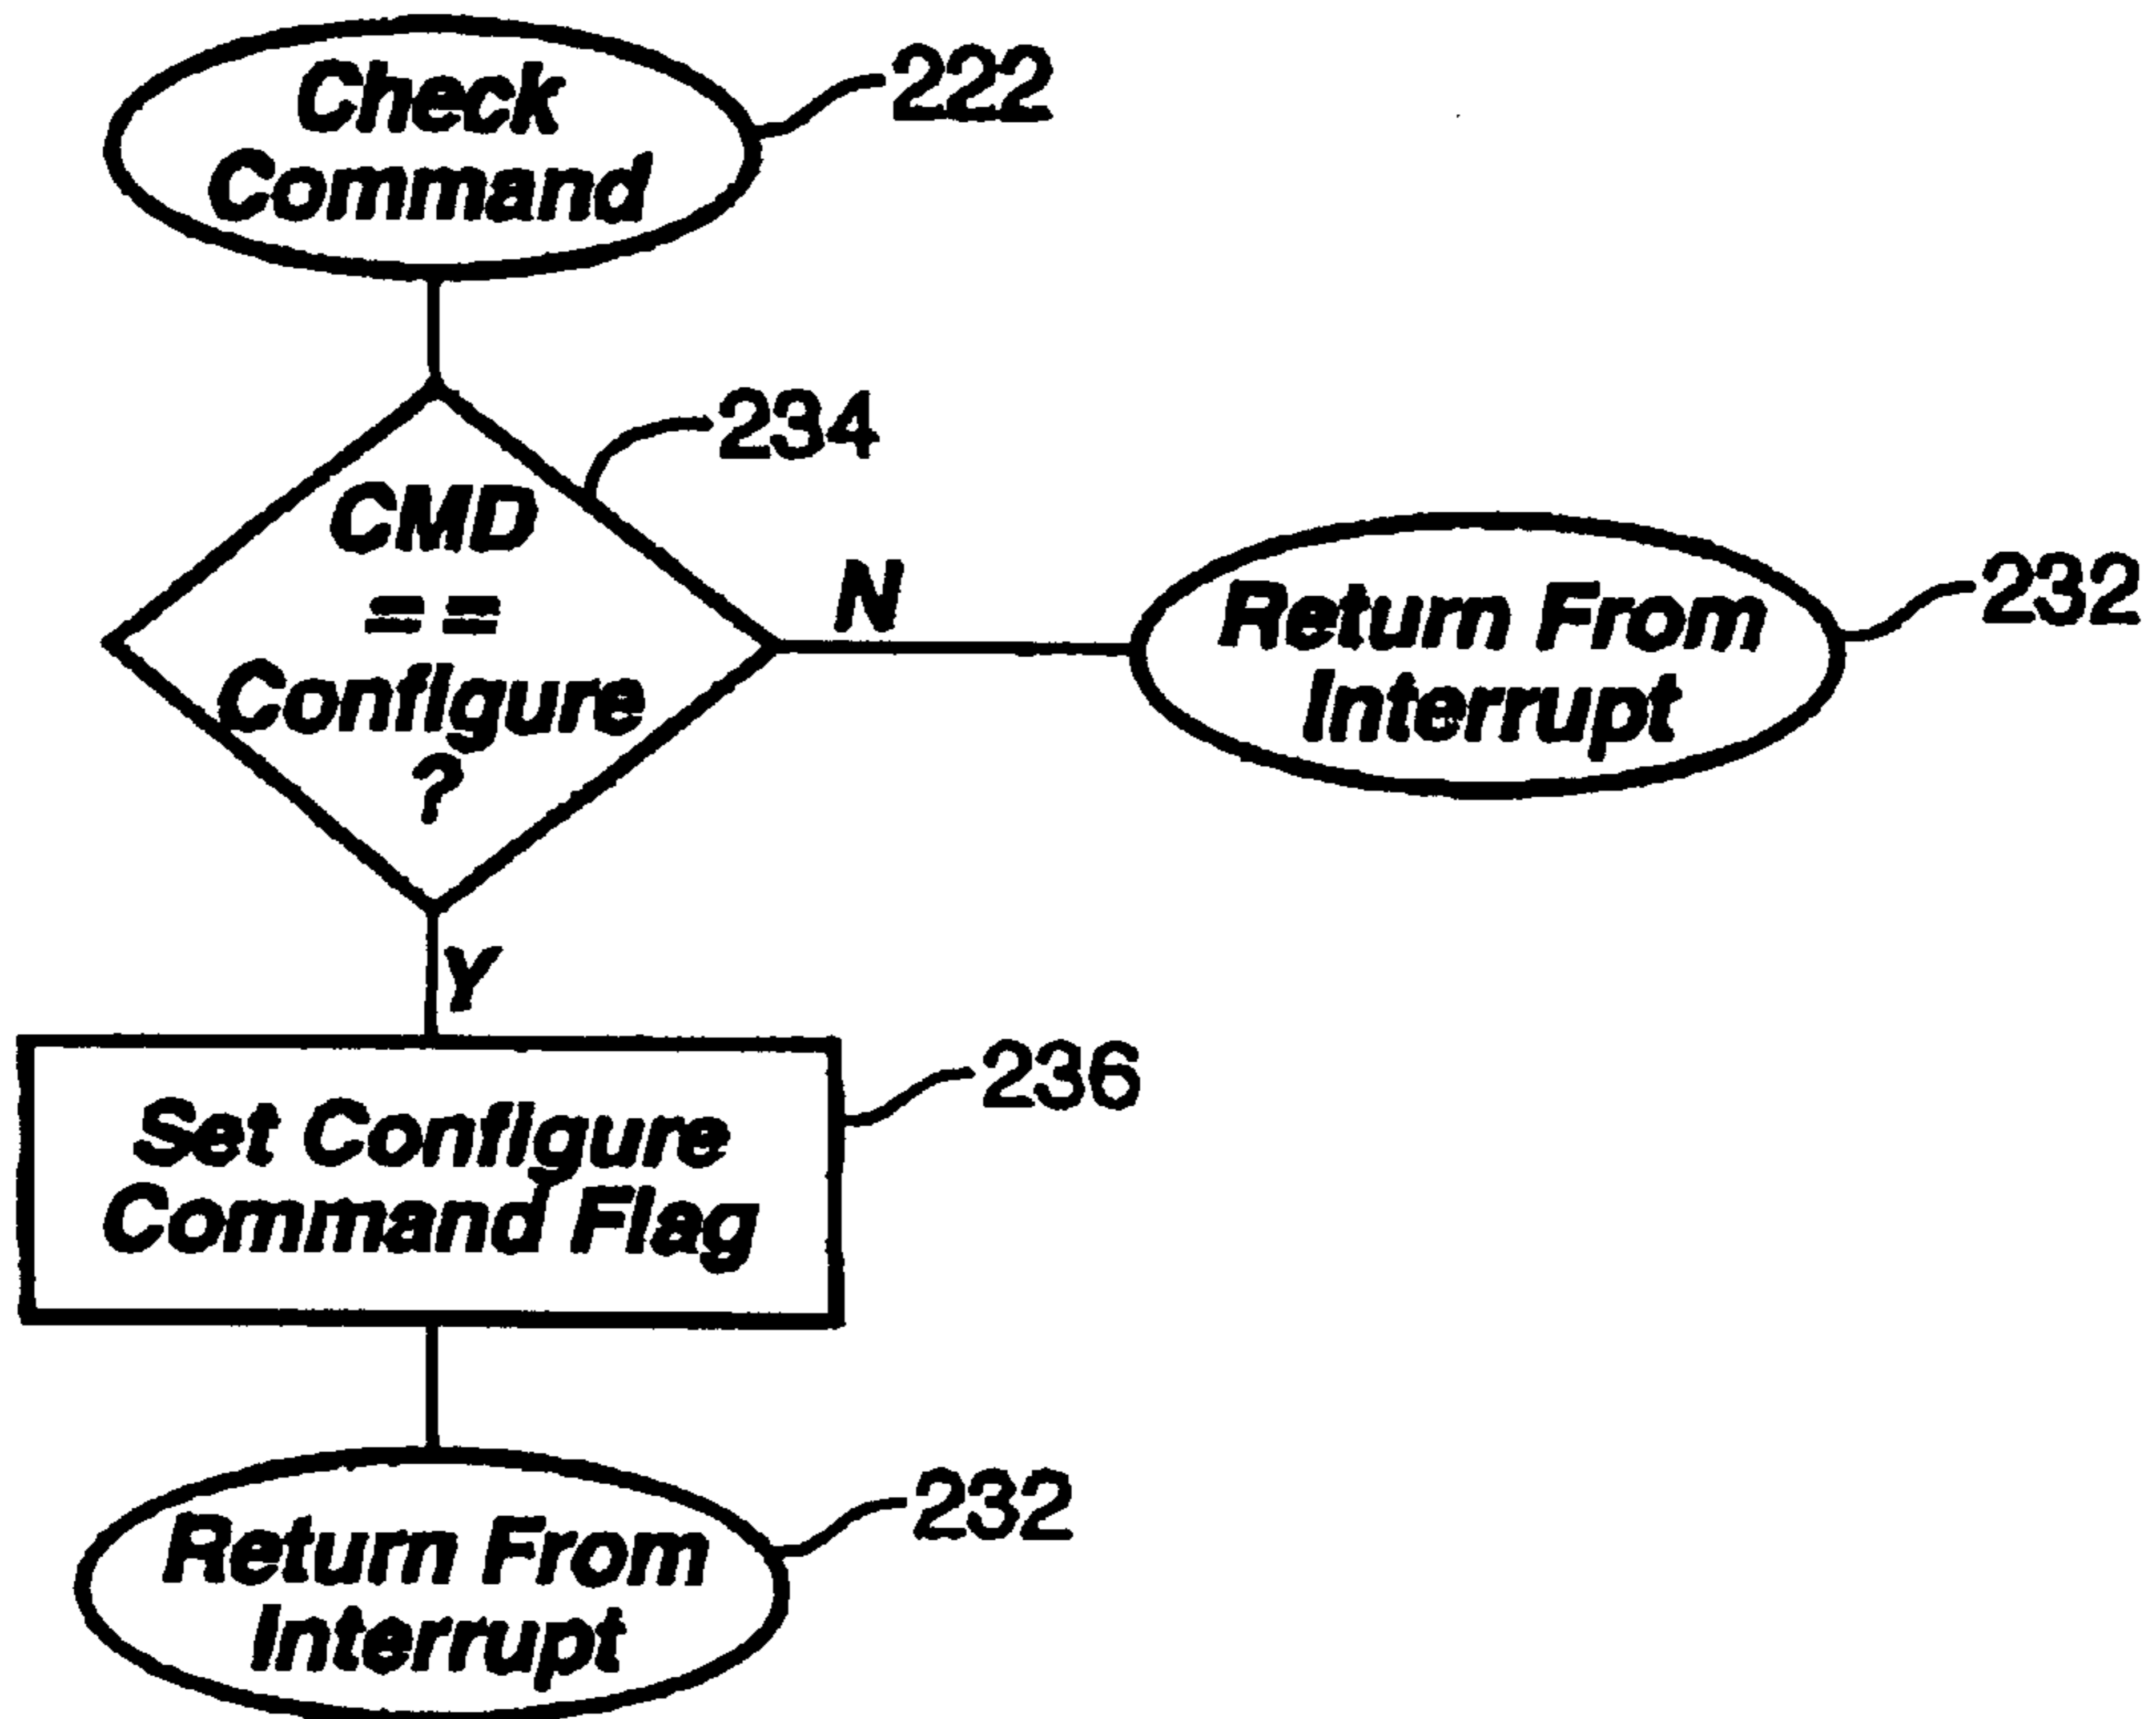 Check
Command
222
234
CMD
==
Configure
?
N
Return From
Interrupt
232
Y
236
Set Configure
Command Flag
232
Return From
Interrupt